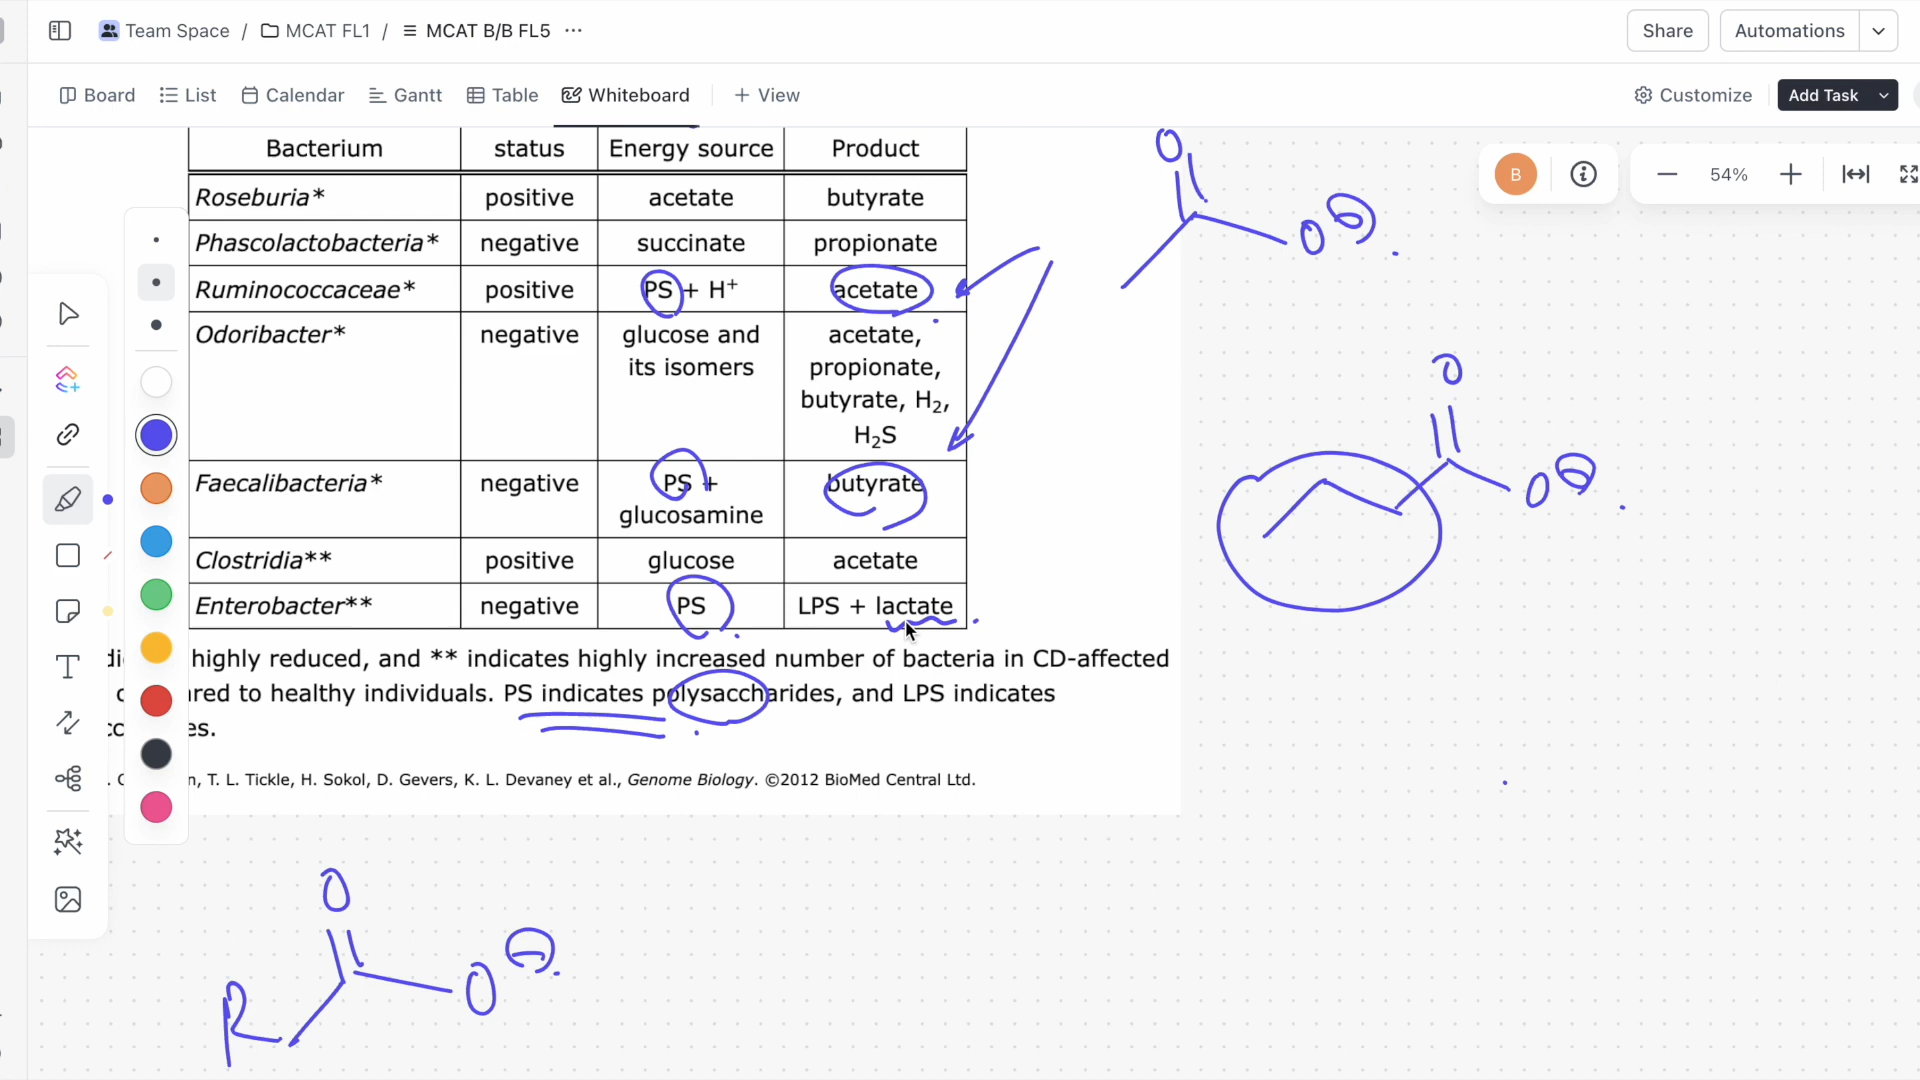 Team Space / MCAT FL1 / MCAT B/B FL5 ...
Share
Automations
Board
List
Calendar
Gantt
Table
Whiteboard
+ View
Customize
Add Task
B
54%
Bacterium status Energy source Product
Roseburia* positive acetate butyrate
Phascolactobacteria* negative succinate propionate
Ruminococcaceae* positive PS + H⁺ acetate
Odoribacter* negative glucose and its isomers acetate, propionate, butyrate, H₂, H₂S
Faecalibacteria* negative PS + glucosamine butyrate
Clostridia** positive glucose acetate
Enterobacter** negative PS LPS + lactate
highly reduced, and ** indicates highly increased number of bacteria in CD-affected
to healthy individuals. PS indicates polysaccharides, and LPS indicates
T. L. Tickle, H. Sokol, D. Gevers, K. L. Devaney et al., Genome Biology. ©2012 BioMed Central Ltd.
O
O⊖
O
O⊖
O
R
O⊖